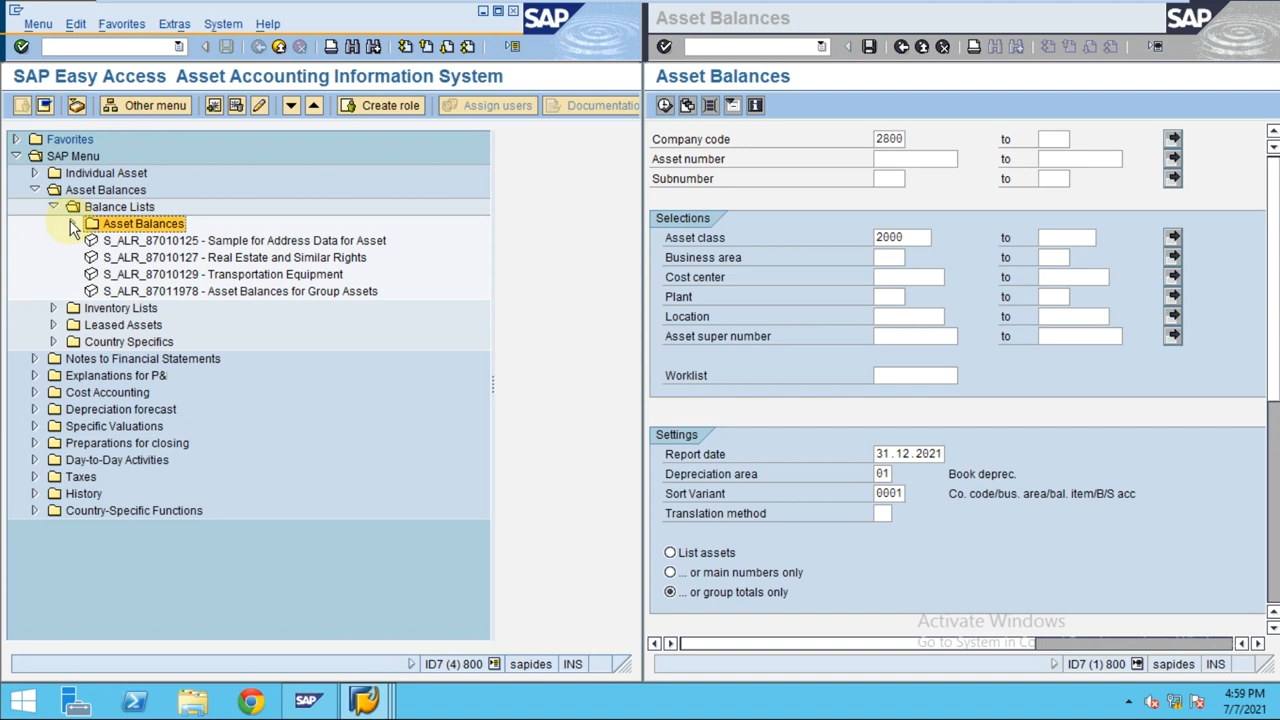 Menu Edit Favorites Extras System Help
SAP
SAP Easy Access Asset Accounting Information System
Other menu
Create role
Assign users
Documentatio
Favorites
SAP Menu
Individual Asset
Asset Balances
Balance Lists
Asset Balances
S_ALR_87010125 - Sample for Address Data for Asset
S_ALR_87010127 - Real Estate and Similar Rights
S_ALR_87010129 - Transportation Equipment
S_ALR_87011978 - Asset Balances for Group Assets
Inventory Lists
Leased Assets
Country Specifics
Notes to Financial Statements
Explanations for P&
Cost Accounting
Depreciation forecast
Specific Valuations
Preparations for closing
Day-to-Day Activities
Taxes
History
Country-Specific Functions
ID7 (4) 800 sapides INS
Asset Balances
SAP
Asset Balances
Company code 2800 to
Asset number to
Subnumber to
Selections
Asset class 2000 to
Business area to
Cost center to
Plant to
Location to
Asset super number to
Worklist
Settings
Report date 31.12.2021
Depreciation area 01 Book deprec.
Sort Variant 0001 Co. code/bus. area/bal. item/B/S acc
Translation method
List assets
... or main numbers only
... or group totals only
Activate Windows
Go to System in Co
ID7 (1) 800 sapides INS
SAP
4:59 PM
7/7/2021